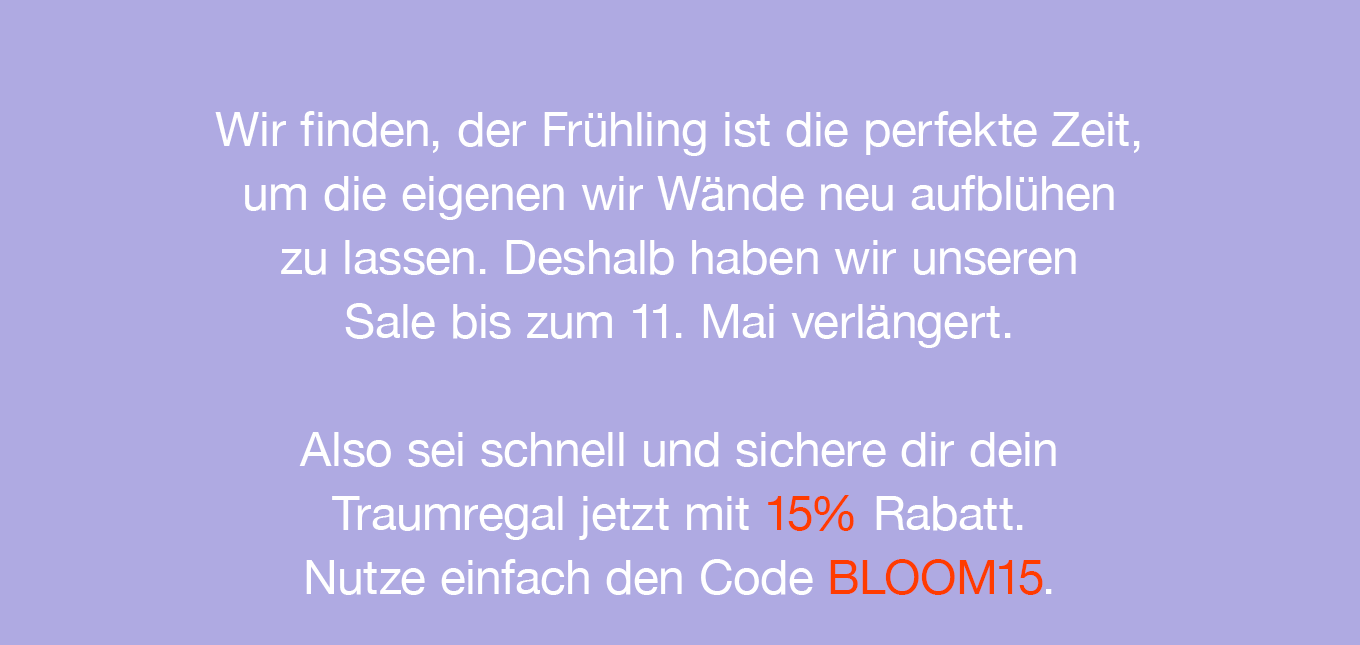 Wir finden, der Frühling ist die perfekte Zeit,
um die eigenen wir Wände neu aufblühen
zu lassen. Deshalb haben wir unseren
Sale bis zum 11. Mai verlängert.
Also sei schnell und sichere dir dein
Traumregal jetzt mit 15% Rabatt.
Nutze einfach den Code BLOOM15.